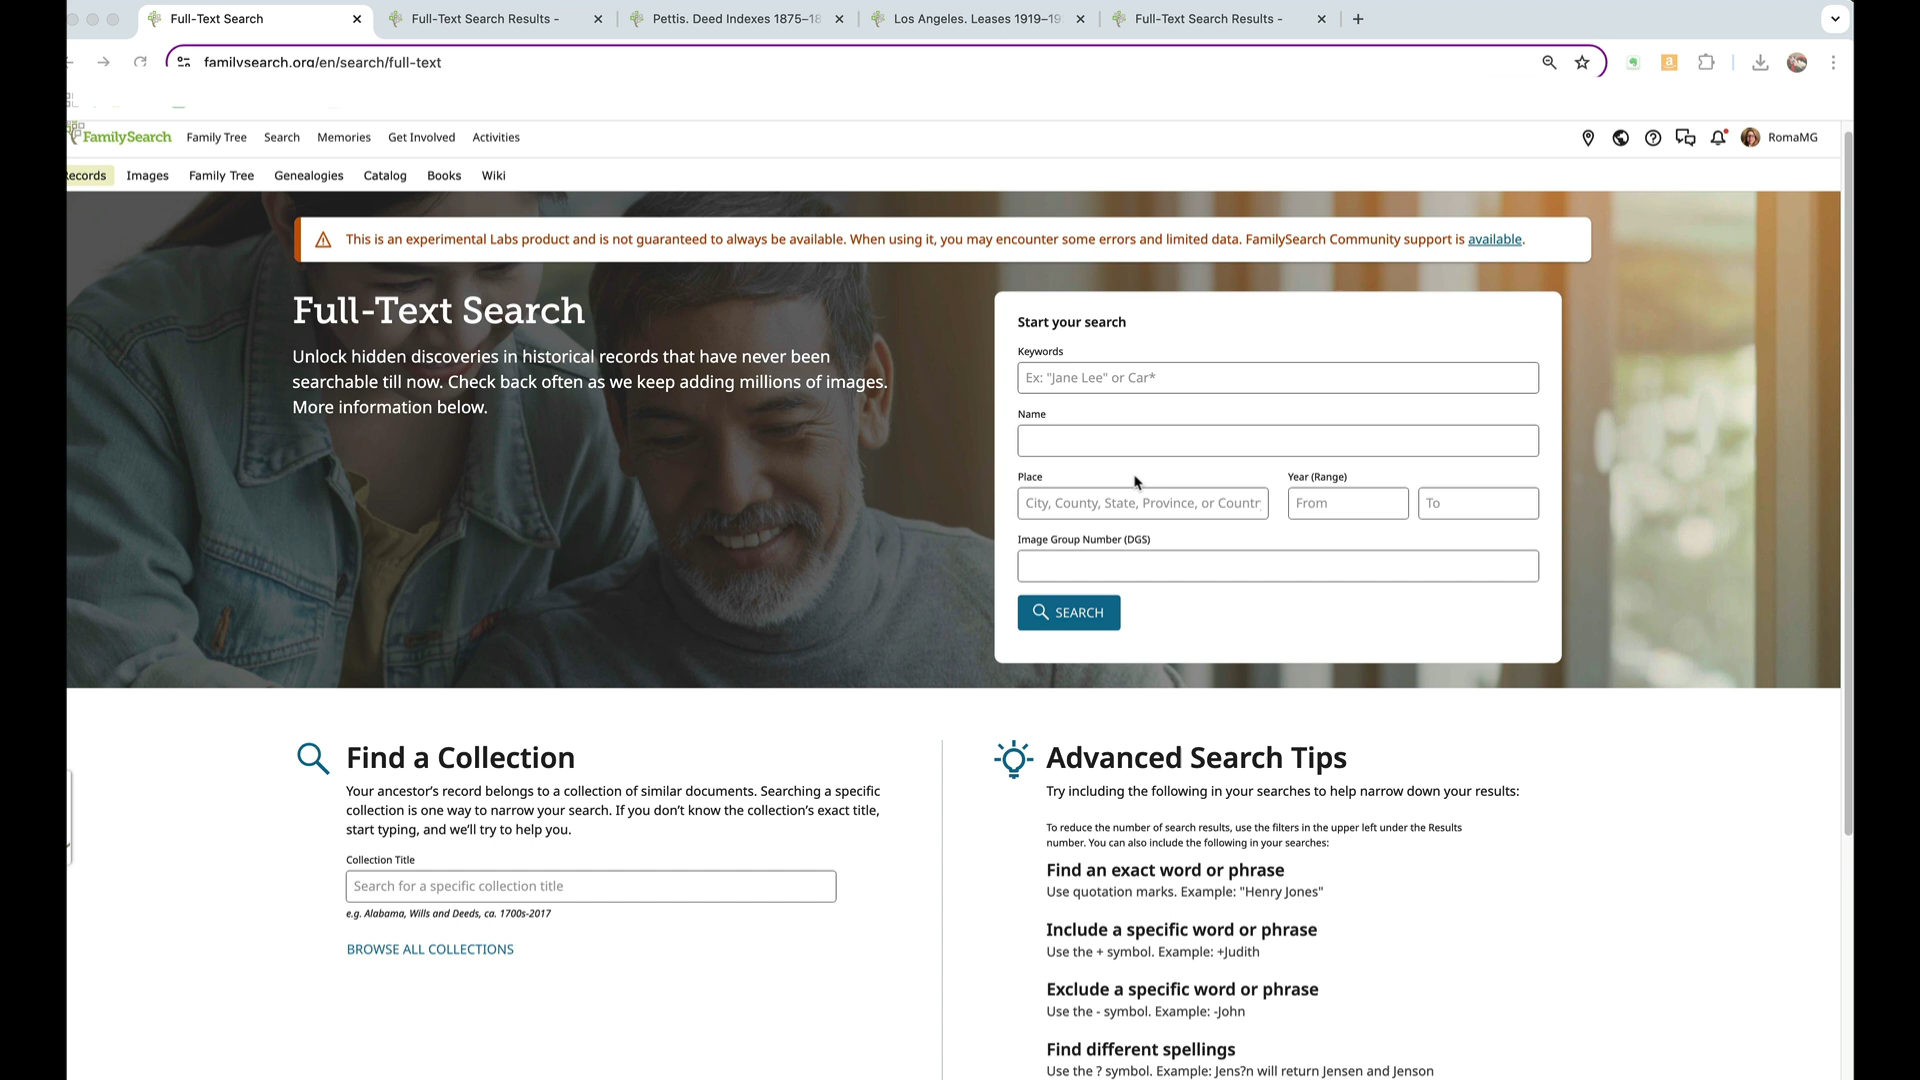 Full-Text Search
Full-Text Search Results -
Pettis. Deed Indexes 1875–18
Los Angeles. Leases 1919–19
Full-Text Search Results -
familysearch.org/en/search/full-text
FamilySearch
Family Tree
Search
Memories
Get Involved
Activities
RomaMG
ecords
Images
Family Tree
Genealogies
Catalog
Books
Wiki
This is an experimental Labs product and is not guaranteed to always be available. When using it, you may encounter some errors and limited data. FamilySearch Community support is available.
Full-Text Search
Unlock hidden discoveries in historical records that have never been
searchable till now. Check back often as we keep adding millions of images.
More information below.
Start your search
Keywords
Ex: "Jane Lee" or Car*
Name
Place
Year (Range)
City, County, State, Province, or Countr
From
To
Image Group Number (DGS)
SEARCH
Find a Collection
Your ancestor's record belongs to a collection of similar documents. Searching a specific
collection is one way to narrow your search. If you don't know the collection's exact title,
start typing, and we'll try to help you.
Collection Title
Search for a specific collection title
e.g. Alabama, Wills and Deeds, ca. 1700s-2017
BROWSE ALL COLLECTIONS
Advanced Search Tips
Try including the following in your searches to help narrow down your results:
To reduce the number of search results, use the filters in the upper left under the Results
number. You can also include the following in your searches:
Find an exact word or phrase
Use quotation marks. Example: "Henry Jones"
Include a specific word or phrase
Use the + symbol. Example: +Judith
Exclude a specific word or phrase
Use the - symbol. Example: -John
Find different spellings
Use the ? symbol. Example: Jens?n will return Jensen and Jenson